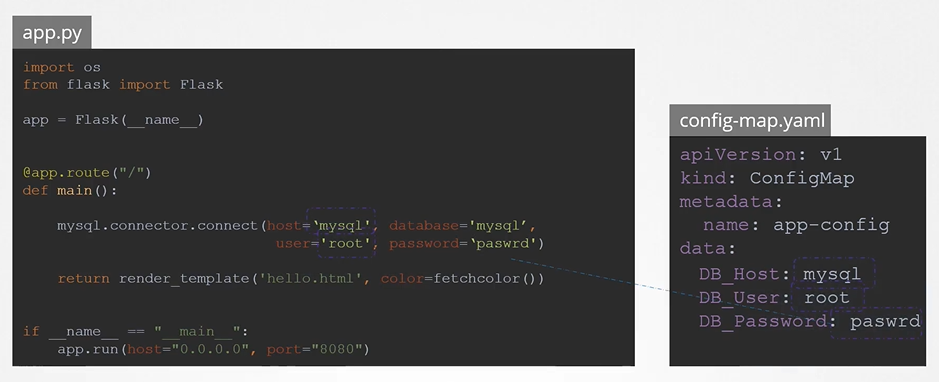 app.py
import os
from flask import Flask
app = Flask(__name__)
@app.route("/")
def main():
mysql.connector.connect(host=‘mysql', database='mysql’,
user='root', password=‘paswrd')
return render_template('hello.html', color=fetchcolor())
if __name__ == "__main__":
app.run(host="0.0.0.0", port="8080")
config-map.yaml
apiVersion: v1
kind: ConfigMap
metadata:
name: app-config
data:
DB_Host: mysql
DB_User: root
DB_Password: paswrd